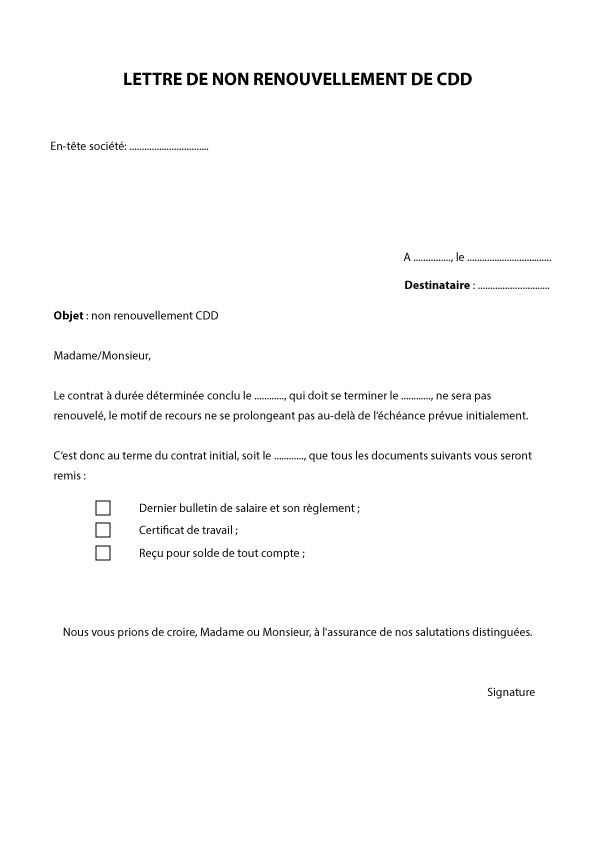 LETTRE DE NON RENOUVELLEMENT DE CDD
En-tête société: ................................
A ..............., le ..................................
Destinataire : .............................
Objet : non renouvellement CDD
Madame/Monsieur,
Le contrat à durée déterminée conclu le ............, qui doit se terminer le ............, ne sera pas
renouvelé, le motif de recours ne se prolongeant pas au-delà de l’échéance prévue initialement.
C’est donc au terme du contrat initial, soit le ............, que tous les documents suivants vous seront
remis :
Dernier bulletin de salaire et son règlement ;
Certificat de travail ;
Reçu pour solde de tout compte ;
Nous vous prions de croire, Madame ou Monsieur, à l'assurance de nos salutations distinguées.
Signature